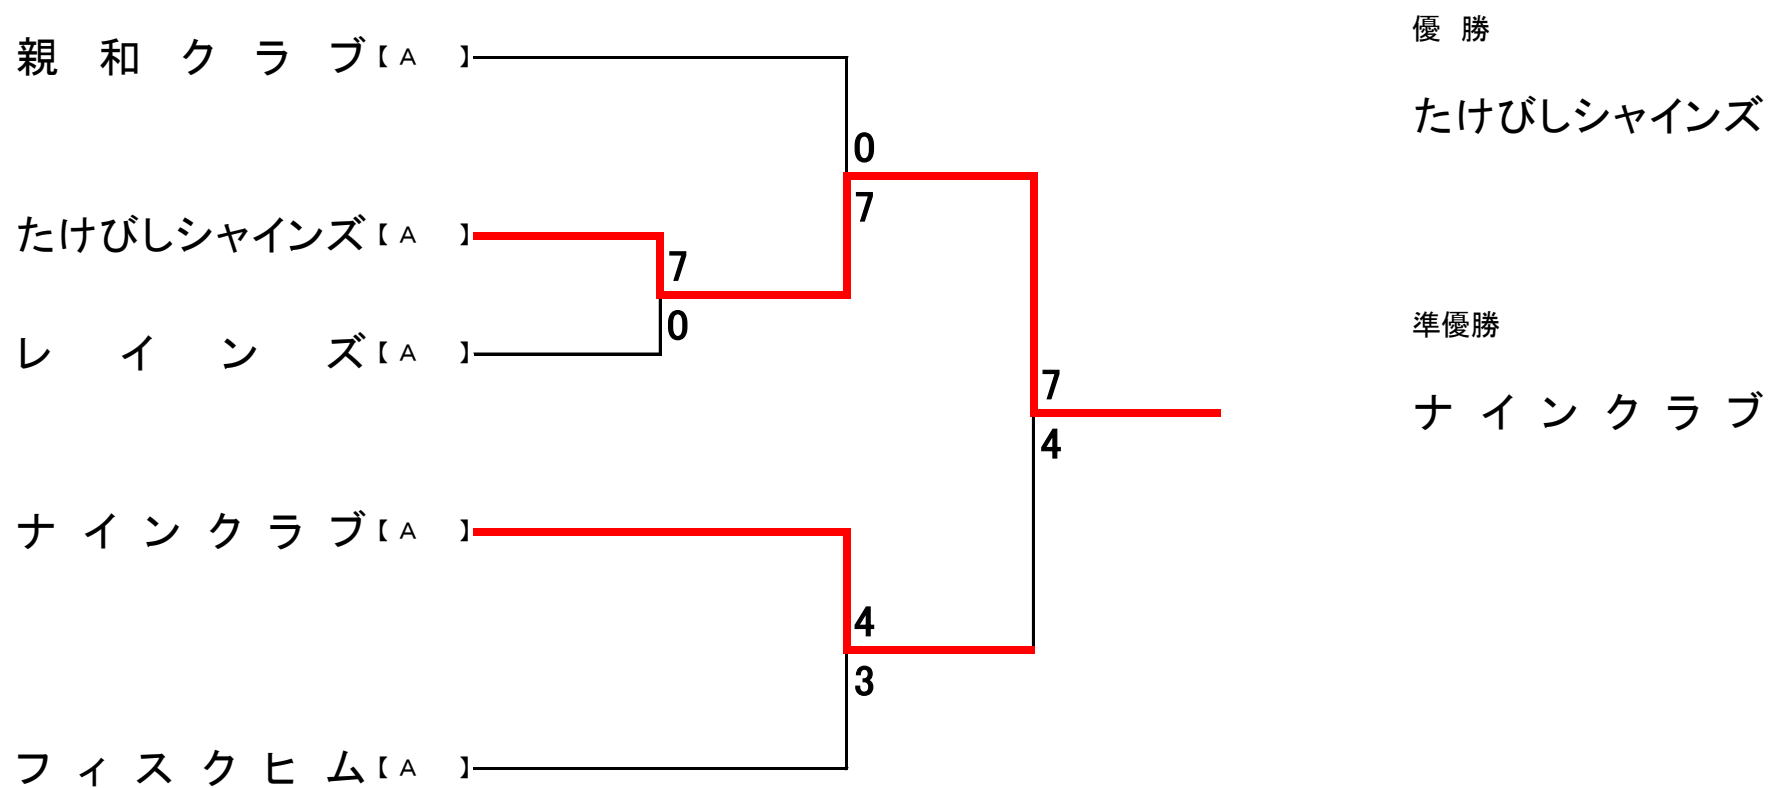 親和クラブ【 A 】
たけびしシャインズ【 A 】
レインズ【 A 】
ナインクラブ【 A 】
フィスクヒム【 A 】
0
7
7
0
7
4
4
3
優 勝
たけびしシャインズ
準優勝
ナインクラブ